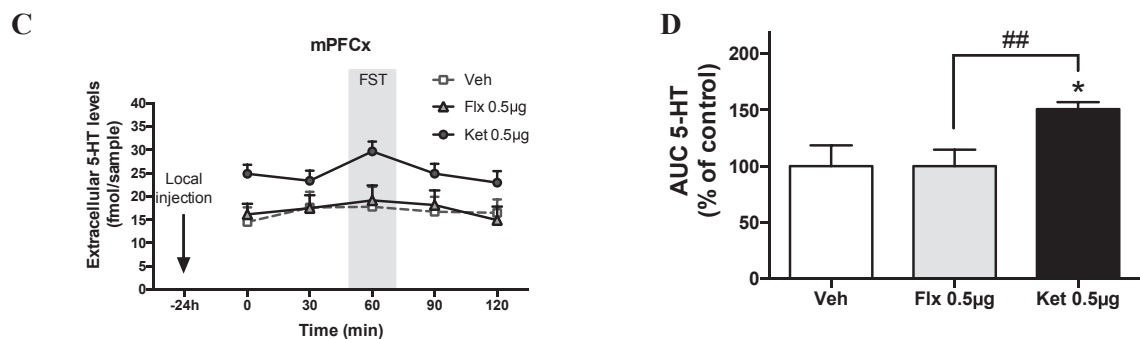 C
mPFCx
FST
Veh
Flx 0.5µg
Ket 0.5µg
Extracellular 5-HT levels
(fmol/sample)
40
35
30
25
20
15
10
5
0
Local
injection
-24h
0
30
60
90
120
Time (min)
D
AUC 5-HT
(% of control)
200
150
100
50
0
##
*
Veh
Flx 0.5µg
Ket 0.5µg